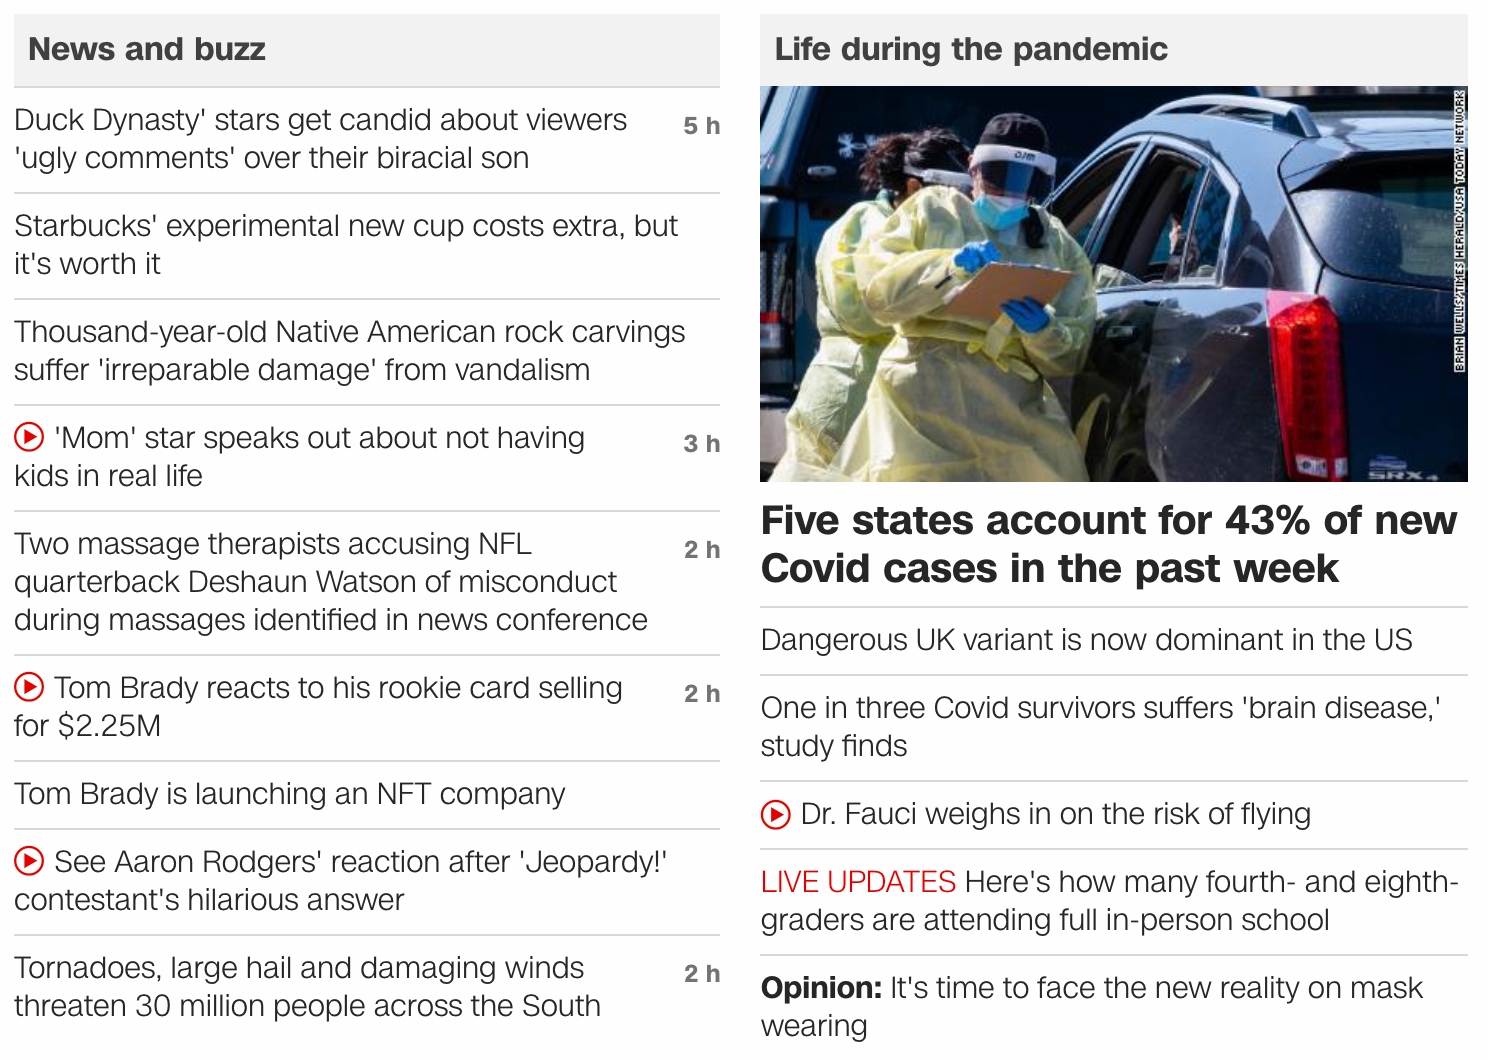 News and buzz
Duck Dynasty' stars get candid about viewers
5 h
'ugly comments' over their biracial son
Starbucks' experimental new cup costs extra, but
it's worth it
Thousand-year-old Native American rock carvings
suffer 'irreparable damage' from vandalism
'Mom' star speaks out about not having
3 h
kids in real life
Two massage therapists accusing NFL
2 h
quarterback Deshaun Watson of misconduct
during massages identified in news conference
Tom Brady reacts to his rookie card selling
2 h
for $2.25M
Tom Brady is launching an NFT company
See Aaron Rodgers' reaction after 'Jeopardy!'
contestant's hilarious answer
Tornadoes, large hail and damaging winds
2 h
threaten 30 million people across the South
Life during the pandemic
BRIAN WELLS/TIMES HERALD/USA TODAY NETWORK
SRX 4
Five states account for 43% of new
Covid cases in the past week
Dangerous UK variant is now dominant in the US
One in three Covid survivors suffers 'brain disease,'
study finds
Dr. Fauci weighs in on the risk of flying
LIVE UPDATES Here's how many fourth- and eighth-
graders are attending full in-person school
Opinion: It's time to face the new reality on mask
wearing